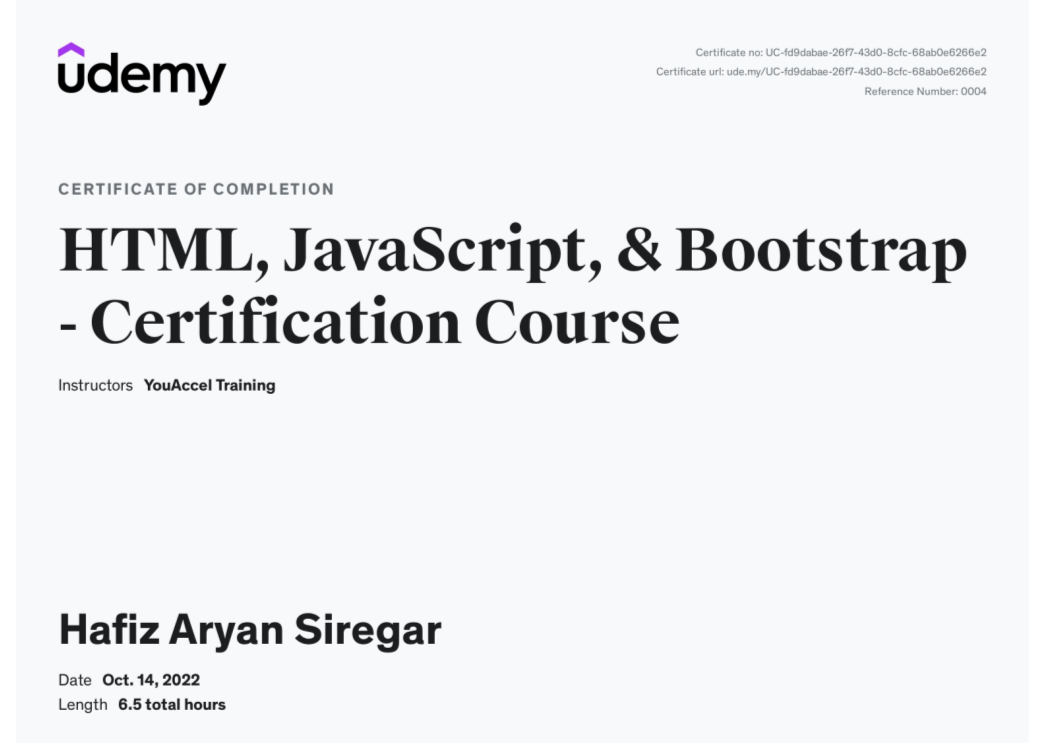 udemy
Certificate no: UC-fd9dabae-26f7-43d0-8cfc-68ab0e6266e2
Certificate url: ude.my/UC-fd9dabae-26f7-43d0-8cfc-68ab0e6266e2
Reference Number: 0004
CERTIFICATE OF COMPLETION
HTML, JavaScript, & Bootstrap
- Certification Course
Instructors YouAccel Training
Hafiz Aryan Siregar
Date Oct. 14, 2022
Length 6.5 total hours